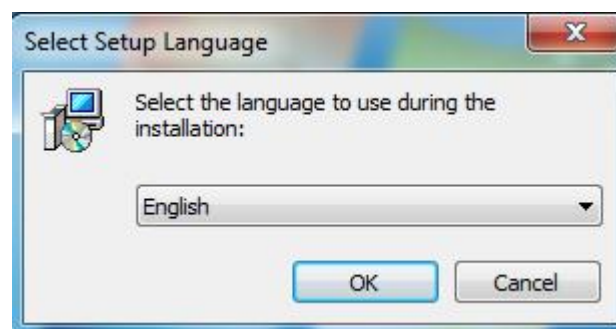 Select Setup Language
Select the language to use during the
installation:
English
OK
Cancel